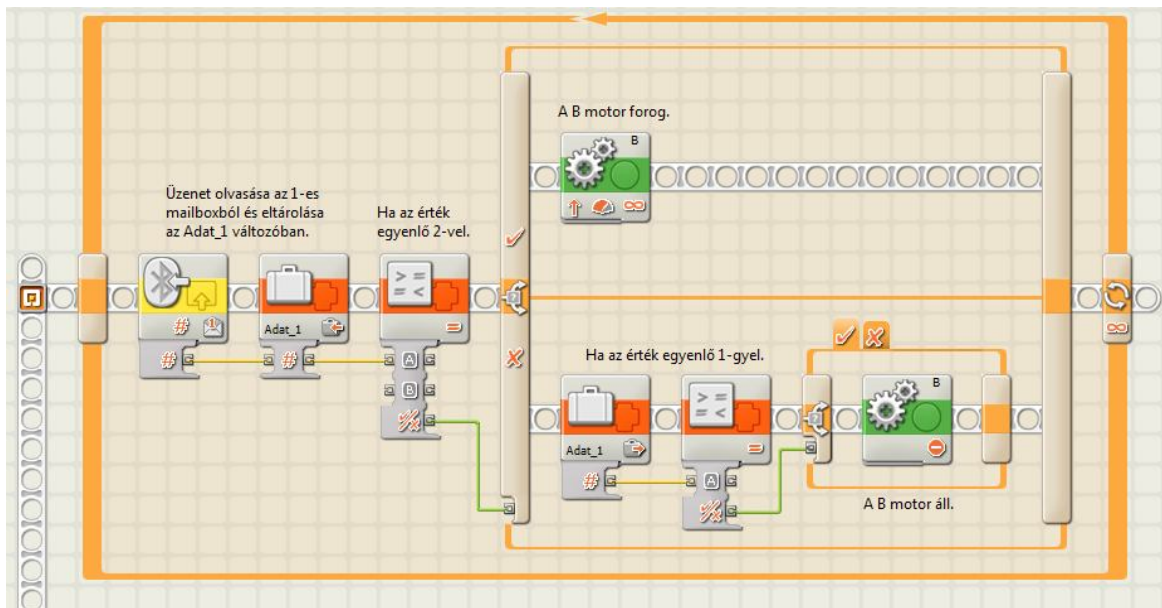 A B motor forog.
B
Üzenet olvasása az 1-es
mailboxból és eltárolása
az Adat_1 változóban.
Ha az érték
egyenlő 2-vel.
Adat_1
A
B
Ha az érték egyenlő 1-gyel.
B
Adat_1
A
A B motor áll.